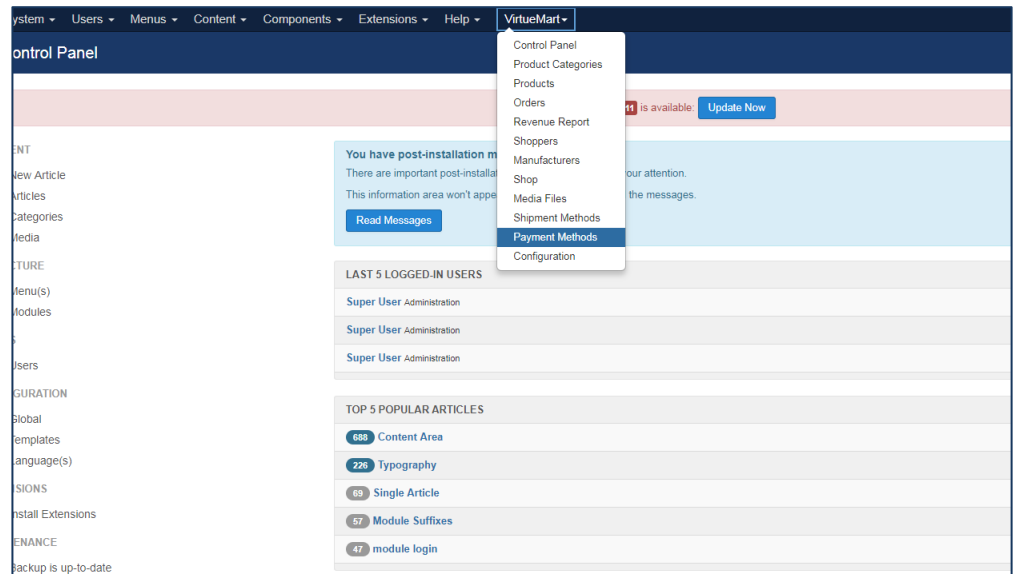 ystem Users Menus Content Components Extensions Help VirtueMart
ontrol Panel
Control Panel
Product Categories
Products
Orders
Revenue Report
Shoppers
Manufacturers
Shop
Media Files
Shipment Methods
Payment Methods
Configuration
11 is available: Update Now
ENT
New Article
Articles
Categories
Media
TURE
Menu(s)
Modules
S
Users
GURATION
Global
Templates
anguage(s)
SIONS
nstall Extensions
ENANCE
Backup is up-to-date
You have post-installation m
There are important post-installat our attention.
This information area won't appe the messages.
Read Messages
LAST 5 LOGGED-IN USERS
Super User Administration
Super User Administration
Super User Administration
TOP 5 POPULAR ARTICLES
688 Content Area
226 Typography
69 Single Article
57 Module Suffixes
47 module login